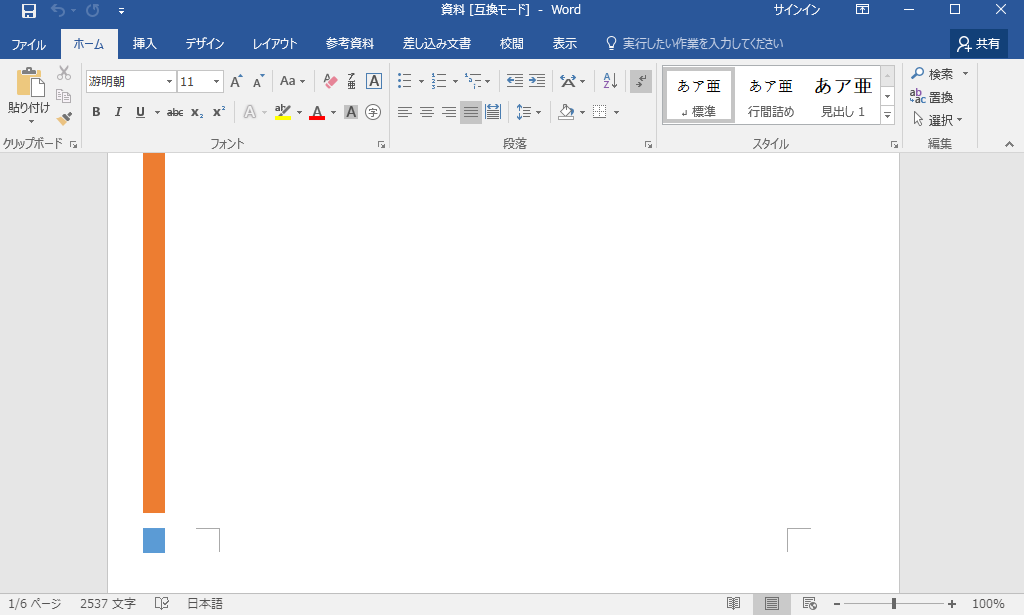 資料 [互換モード] - Word
サインイン
ファイル ホーム 挿入 デザイン レイアウト 参考資料 差し込み文書 校閲 表示 実行したい作業を入力してください 共有
貼り付け
クリップボード
游明朝 11 Aa 亜 A
B I U abc x₂ x² A aby A A 字
フォント
段落
あア亜 あア亜 あア亜
↲ 標準 行間詰め 見出し 1
スタイル
検索
置換
選択
編集
1/6 ページ 2537 文字 日本語 100%